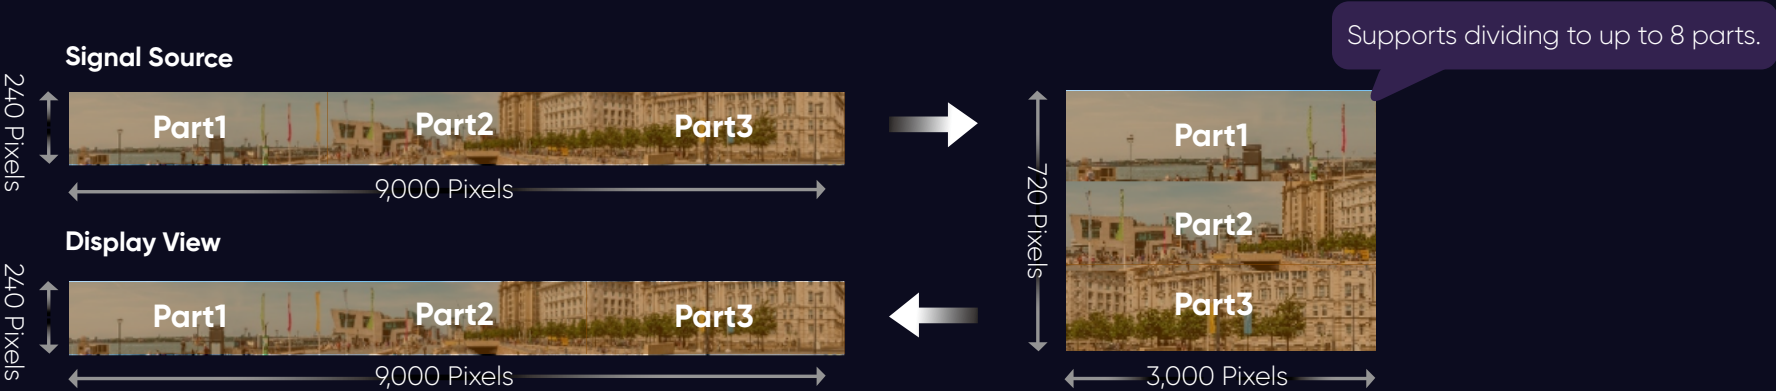 Supports dividing to up to 8 parts.
Signal Source
240 Pixels
Part1 Part2 Part3
9,000 Pixels
720 Pixels
Part1
Part2
Part3
3,000 Pixels
Display View
240 Pixels
Part1 Part2 Part3
9,000 Pixels